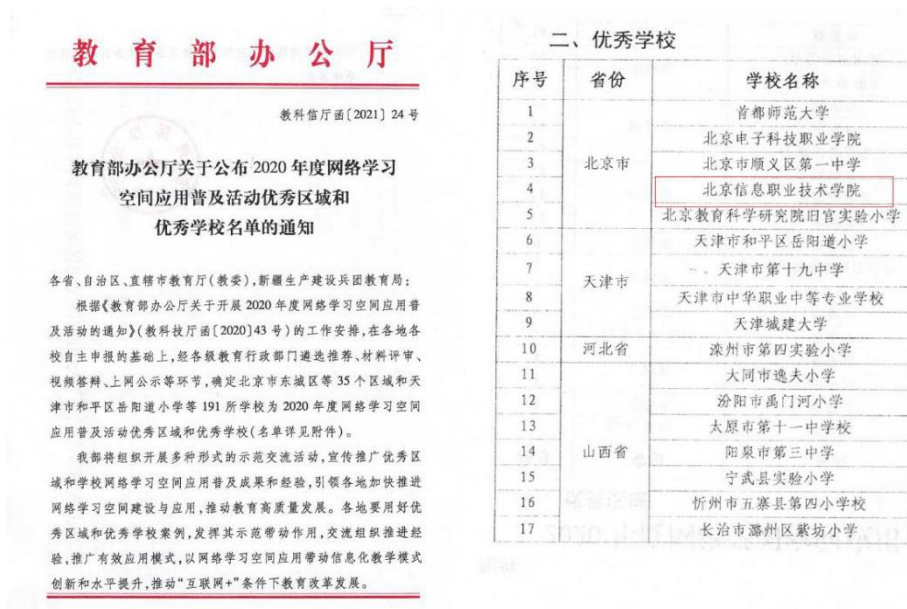 教育部办公厅
教科信厅函〔2021〕24号
教育部办公厅关于公布2020年度网络学习
空间应用普及活动优秀区域和
优秀学校名单的通知
各省、自治区、直辖市教育厅(教委),新疆生产建设兵团教育局:
根据《教育部办公厅关于开展2020年度网络学习空间应用普
及活动的通知》(教科技厅函〔2020〕43号)的工作安排,在各地各
校自主申报的基础上,经各级教育行政部门遴选推荐、材料评审、
视频答辩、上网公示等环节,确定北京市东城区等35个区域和天
津市和平区岳阳道小学等191所学校为2020年度网络学习空间
应用普及活动优秀区域和优秀学校(名单详见附件)。
我部将组织开展多种形式的示范交流活动,宣传推广优秀区
域和学校网络学习空间应用普及成果和经验,引领各地加快推进
网络学习空间建设与应用,推动教育高质量发展。各地要用好优
秀区域和优秀学校案例,发挥其示范带动作用,交流组织推进经
验,推广有效应用模式,以网络学习空间应用带动信息化教学模式
创新和水平提升,推动“互联网+”条件下教育改革发展。
二、优秀学校
序号 省份 学校名称
1 首都师范大学
2 北京电子科技职业学院
3 北京市 北京市顺义区第一中学
4 北京信息职业技术学院
5 北京教育科学研究院旧宫实验小学
6 天津市和平区岳阳道小学
7 天津市 天津市第十九中学
8 天津市中华职业中等专业学校
9 天津城建大学
10 河北省 滦州市第四实验小学
11 大同市逸夫小学
12 汾阳市禹门河小学
13 太原市第十一中学校
14 山西省 阳泉市第三中学
15 宁武县实验小学
16 忻州市五寨县第四小学校
17 长治市潞州区紫坊小学